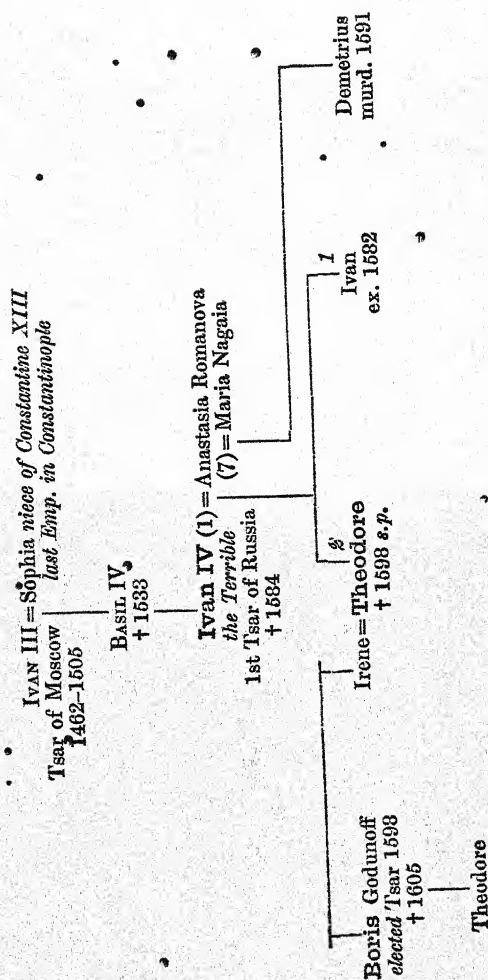 IVAN III = Sophia niece of Constantine XIII
Tsar of Moscow last Emp. in Constantinople
1462–1505
BASIL IV
† 1533
Ivan IV (1) = Anastasia Romanova
the Terrible (7) = Maria Nagaia
1st Tsar of Russia
† 1584
2 1
Irene = Theodore Ivan Demetrius
† 1598 s.p. ex. 1582 murd. 1591
Boris Godunoff
elected Tsar 1598
† 1605
Theodore